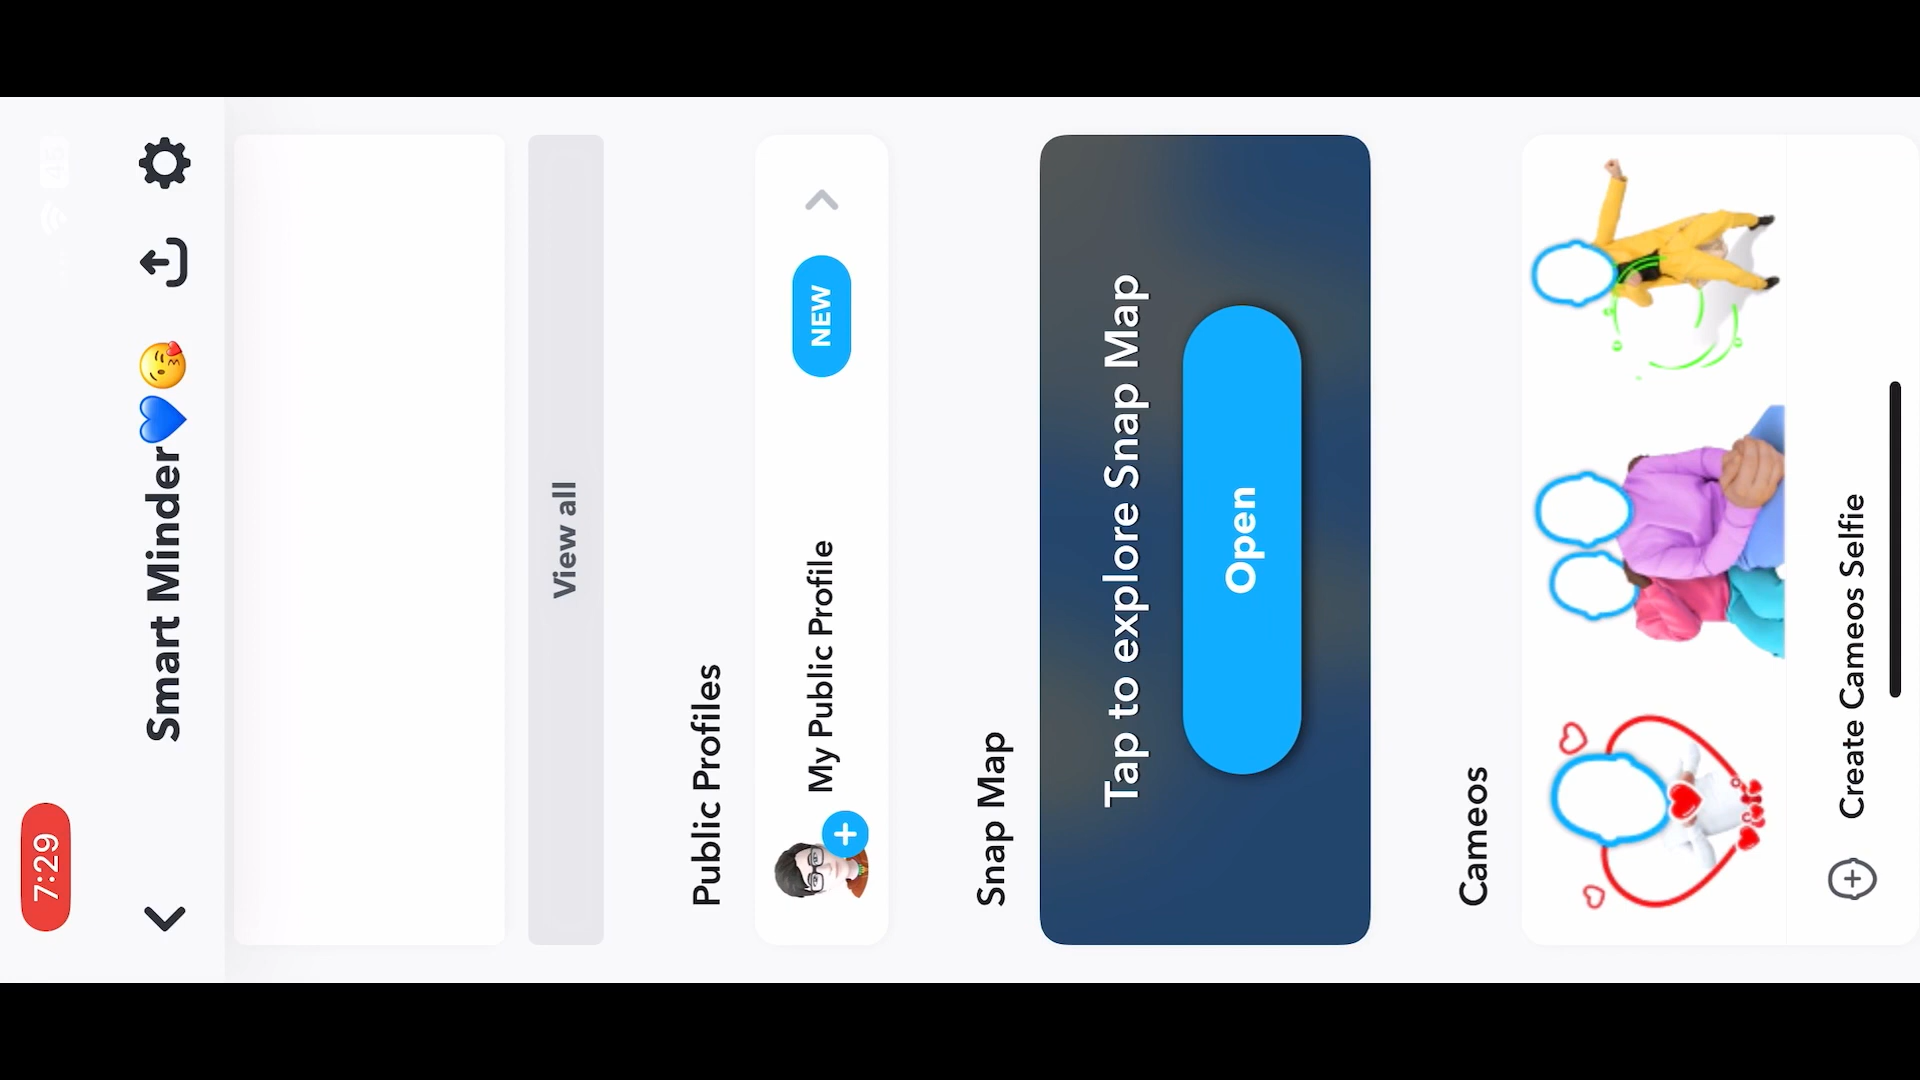 7:29
45
Smart Minder💙😘
View all
Public Profiles
My Public Profile
NEW
Snap Map
Tap to explore Snap Map
Open
Cameos
Create Cameos Selfie